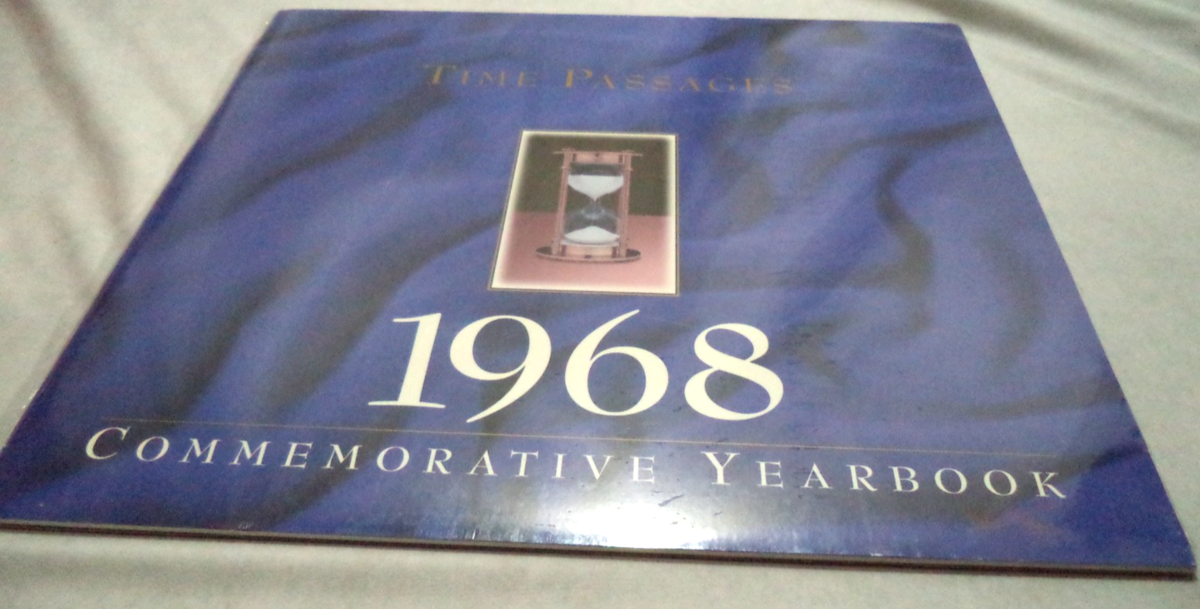 TIME PASSAGES
1968
COMMEMORATIVE YEARBOOK